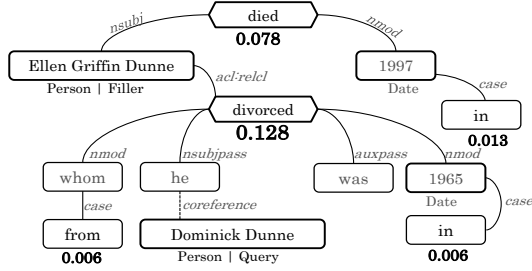 nsubj died nmod
0.078
Ellen Griffin Dunne 1997
Person | Filler acl:relcl Date case
divorced in
0.128 0.013
nmod nsubjpass auxpass nmod
whom he was 1965
case coreference Date case
from Dominick Dunne in
0.006 Person | Query 0.006